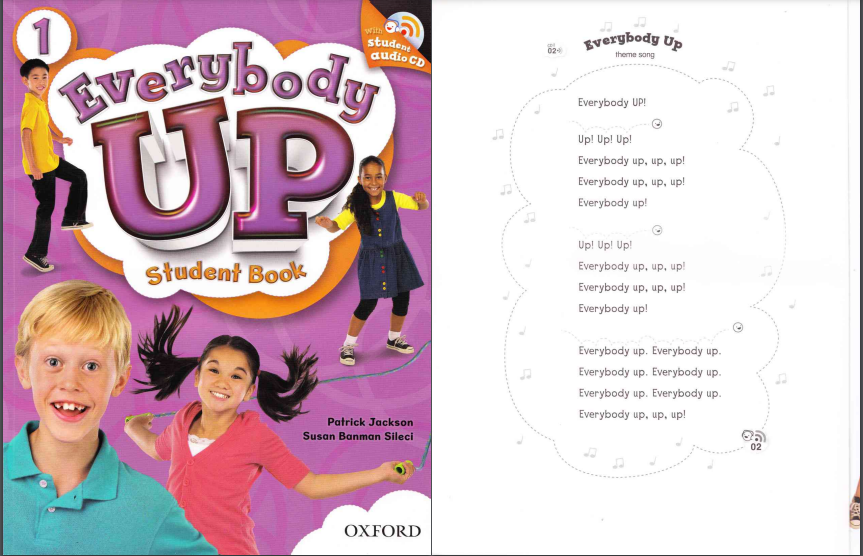 1
With
student
audio CD
Everybody
UP
Student Book
Patrick Jackson
Susan Banman Sileci
OXFORD
02
Everybody Up
theme song
Everybody UP!
Up! Up! Up!
Everybody up, up, up!
Everybody up, up, up!
Everybody up!
Up! Up! Up!
Everybody up, up, up!
Everybody up, up, up!
Everybody up!
Everybody up. Everybody up.
Everybody up. Everybody up.
Everybody up. Everybody up.
Everybody up, up, up!
02